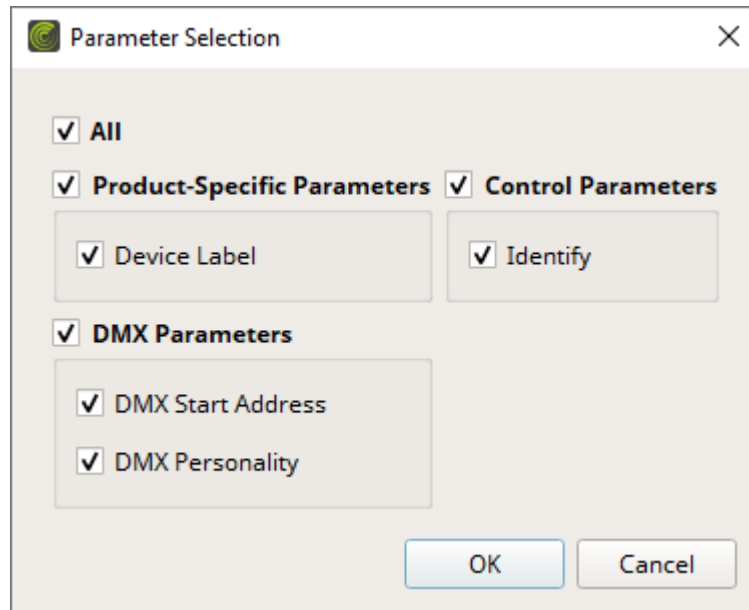 Parameter Selection
All
Product-Specific Parameters
Control Parameters
Device Label
Identify
DMX Parameters
DMX Start Address
DMX Personality
OK
Cancel